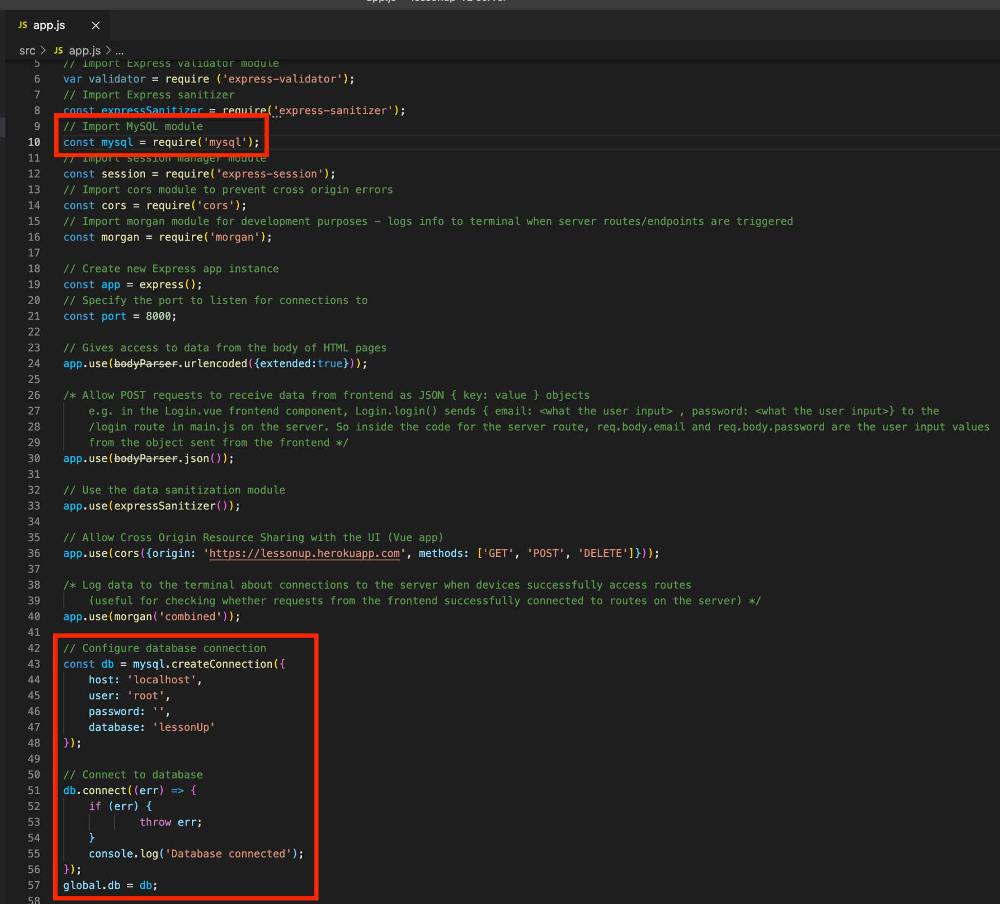 JS app.js ×
src > JS app.js > ...
5 // Import Express validator module
6 var validator = require ('express-validator');
7 // Import Express sanitizer
8 const expressSanitizer = require('express-sanitizer');
9 // Import MySQL module
10 const mysql = require('mysql');
11 // Import session manager module
12 const session = require('express-session');
13 // Import cors module to prevent cross origin errors
14 const cors = require('cors');
15 // Import morgan module for development purposes – logs info to terminal when server routes/endpoints are triggered
16 const morgan = require('morgan');
17
18 // Create new Express app instance
19 const app = express();
20 // Specify the port to listen for connections to
21 const port = 8000;
22
23 // Gives access to data from the body of HTML pages
24 app.use(bodyParser.urlencoded({extended:true}));
25
26 /* Allow POST requests to receive data from frontend as JSON { key: value } objects
27 e.g. in the Login.vue frontend component, Login.login() sends { email: <what the user input> , password: <what the user input>} to the
28 /login route in main.js on the server. So inside the code for the server route, req.body.email and req.body.password are the user input values
29 from the object sent from the frontend */
30 app.use(bodyParser.json());
31
32 // Use the data sanitization module
33 app.use(expressSanitizer());
34
35 // Allow Cross Origin Resource Sharing with the UI (Vue app)
36 app.use(cors({origin: 'https://lessonup.herokuapp.com', methods: ['GET', 'POST', 'DELETE']}));
37
38 /* Log data to the terminal about connections to the server when devices successfully access routes
39 (useful for checking whether requests from the frontend successfully connected to routes on the server) */
40 app.use(morgan('combined'));
41
42 // Configure database connection
43 const db = mysql.createConnection({
44 host: 'localhost',
45 user: 'root',
46 password: '',
47 database: 'lessonUp'
48 });
49
50 // Connect to database
51 db.connect((err) => {
52 if (err) {
53 throw err;
54 }
55 console.log('Database connected');
56 });
57 global.db = db;
58